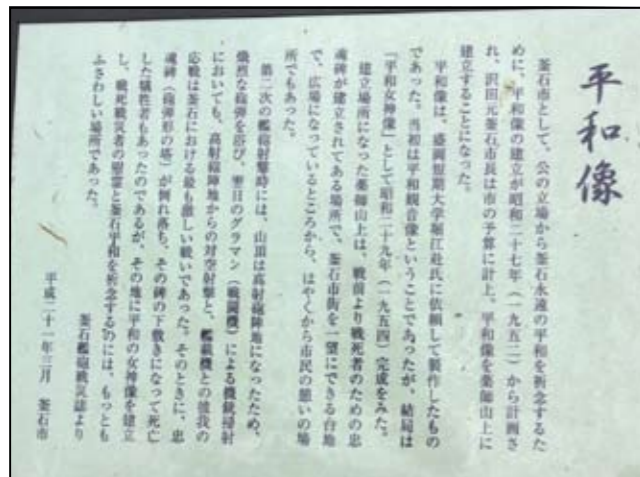 平和像
釜石市として、公の立場から釜石永遠の平和を祈念するた
めに、平和像の建立が昭和二十七年（一九五二）から計画さ
れ、沢田元釜石市長は市の予算に計上。平和像を薬師山上に
建立することになった。
平和像は、盛岡短期大学堀江赳氏に依頼して製作したもの
であった。当初は平和観音像ということであったが、結局は
「平和女神像」として昭和二十九年（一九五四）完成をみた。
建立場所になった薬師山上は、戦前より戦死者のための忠
魂碑が建立されてある場所で、釜石市街を一望にできる台地
で、広場になっているところから、はやくから市民の憩いの場
所でもあった。
第二次の艦砲射撃時には、山頂は高射砲陣地になったため、
熾烈な砲弾を浴び、翌日のグラマン（戦闘機）による機銃掃射
においても、高射砲陣地からの対空射撃と、艦載機との彼我の
応戦は釜石における最も激しい戦いであった。そのときに、忠
魂碑（砲弾形の塔）が倒れ落ち、その碑の下敷きになって死亡
した犠牲者もあったのであるが、その地に平和の女神像を建立
し、戦死戦災者の慰霊と釜石平和を祈念するのには、もっとも
ふさわしい場所であった。
釜石艦砲戦災誌より
平成二十一年三月　釜石市